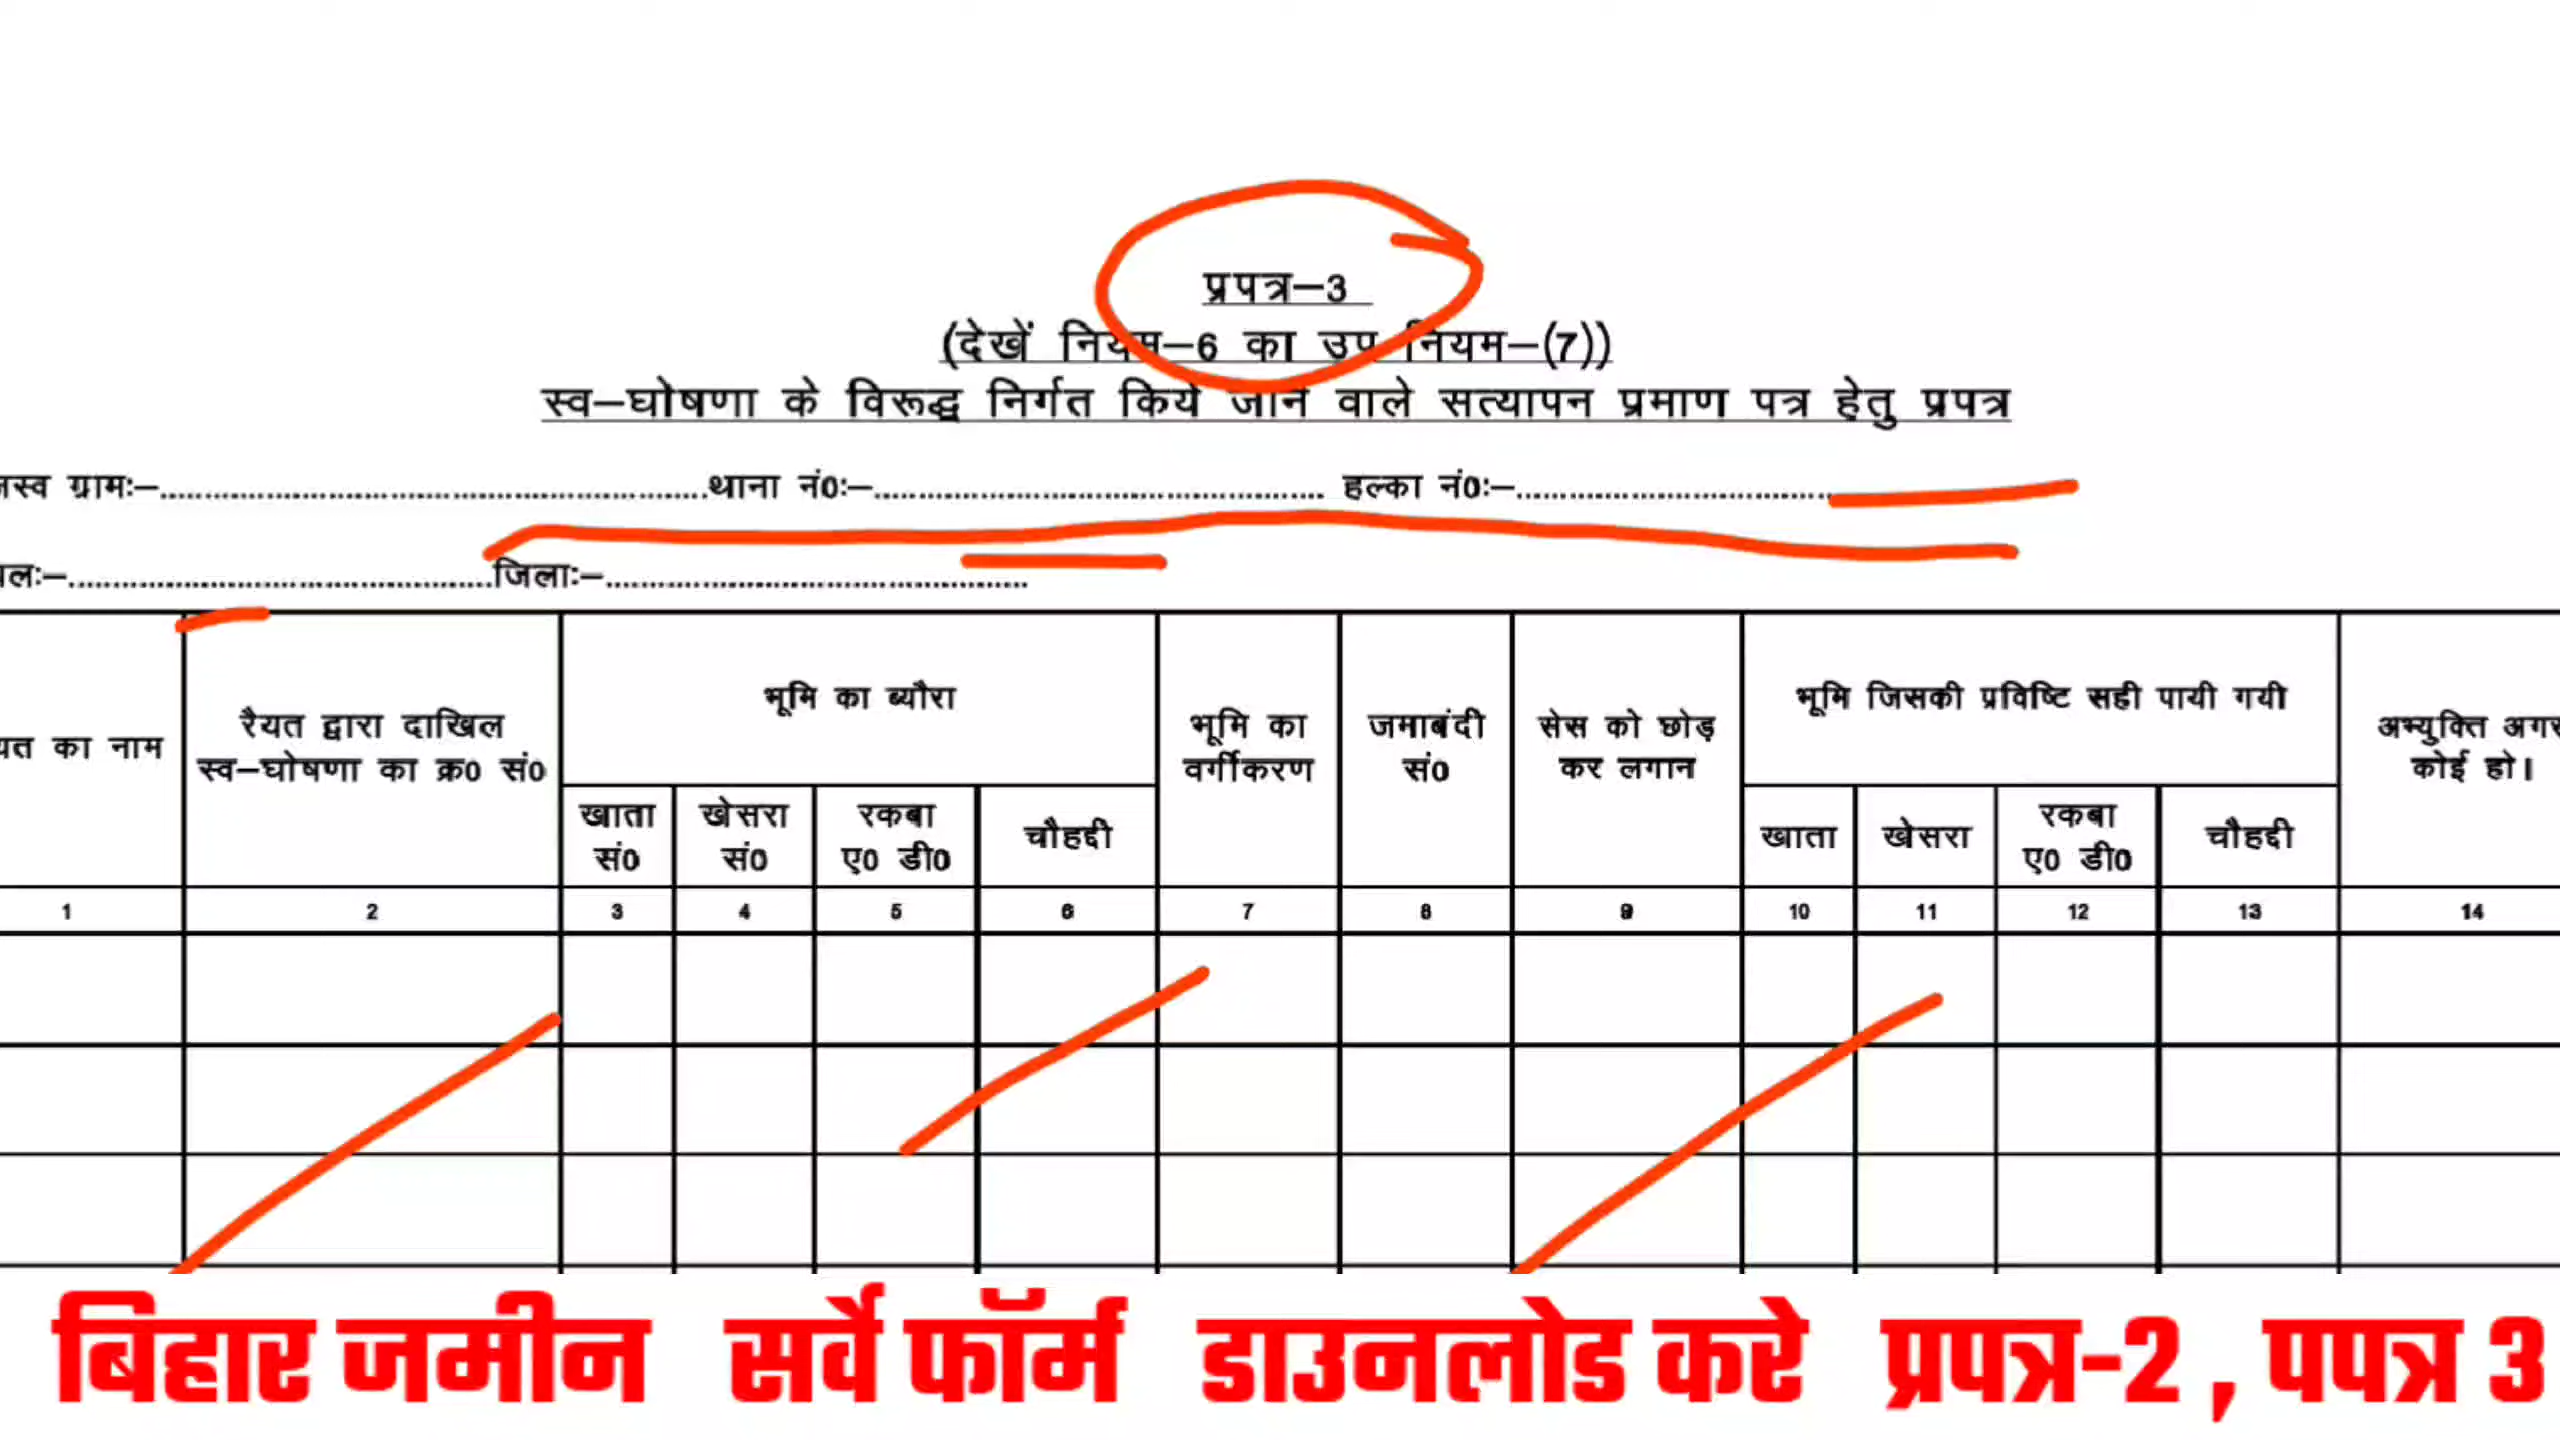 प्रपत्र–3
(देखें नियम–6 का उप नियम–(7))
स्व–घोषणा के विरूद्ध निर्गत किये जाने वाले सत्यापन प्रमाण पत्र हेतु प्रपत्र
ग्रामः–..........थाना नं0ः–.......... हल्का नं0ः–..........
..........जिलाः–..........
का नाम
रैयत द्वारा दाखिल
स्व–घोषणा का क्र0 सं0
भूमि का ब्यौरा
खाता
सं0
खेसरा
सं0
रकबा
ए0 डी0
चौहद्दी
भूमि का
वर्गीकरण
जमाबंदी
सं0
सेस को छोड़
कर लगान
भूमि जिसकी प्रविष्टि सही पायी गयी
खाता
खेसरा
रकबा
ए0 डी0
चौहद्दी
अभ्युक्ति
कोई हो।
1 2 3 4 5 6 7 8 9 10 11 12 13 14
बिहार जमीन सर्वे फॉर्म डाउनलोड करे प्रपत्र-2 , पपत्र 3